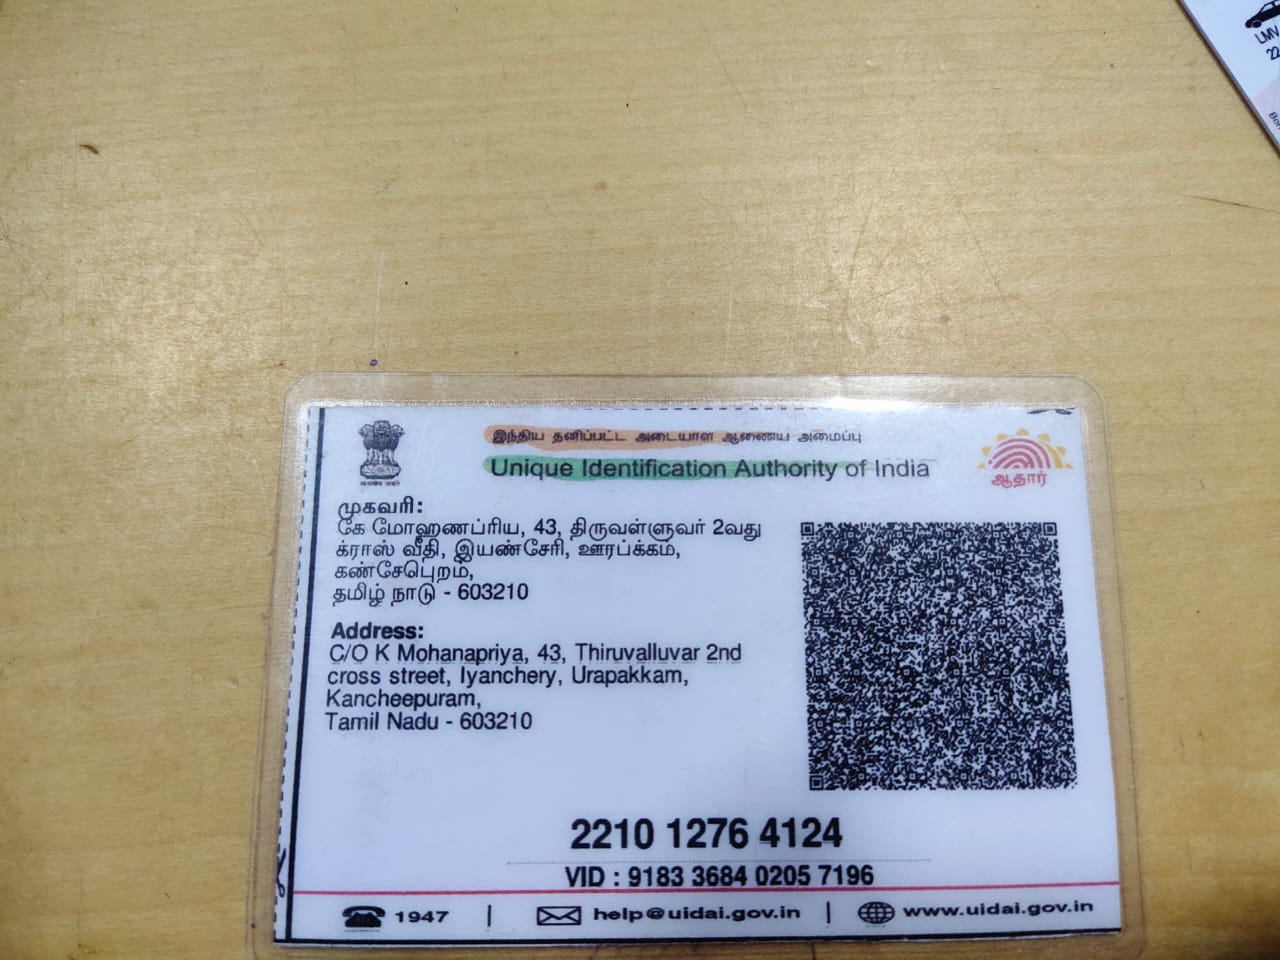 LMV
22
இந்திய தனிப்பட்ட அடையாள ஆணைய அமைப்பு
Unique Identification Authority of India
ஆதார்
முகவரி:
கே மோஹணப்ரிய, 43, திருவள்ளுவர் 2வது
க்ராஸ் வீதி, இயண்சேரி, ஊரப்க்கம்,
கண்சேபெுறம்,
தமிழ் நாடு - 603210
Address:
C/O K Mohanapriya, 43, Thiruvalluvar 2nd
cross street, Iyanchery, Urapakkam,
Kancheepuram,
Tamil Nadu - 603210
2210 1276 4124
VID : 9183 3684 0205 7196
1947 | help@uidai.gov.in | www.uidai.gov.in